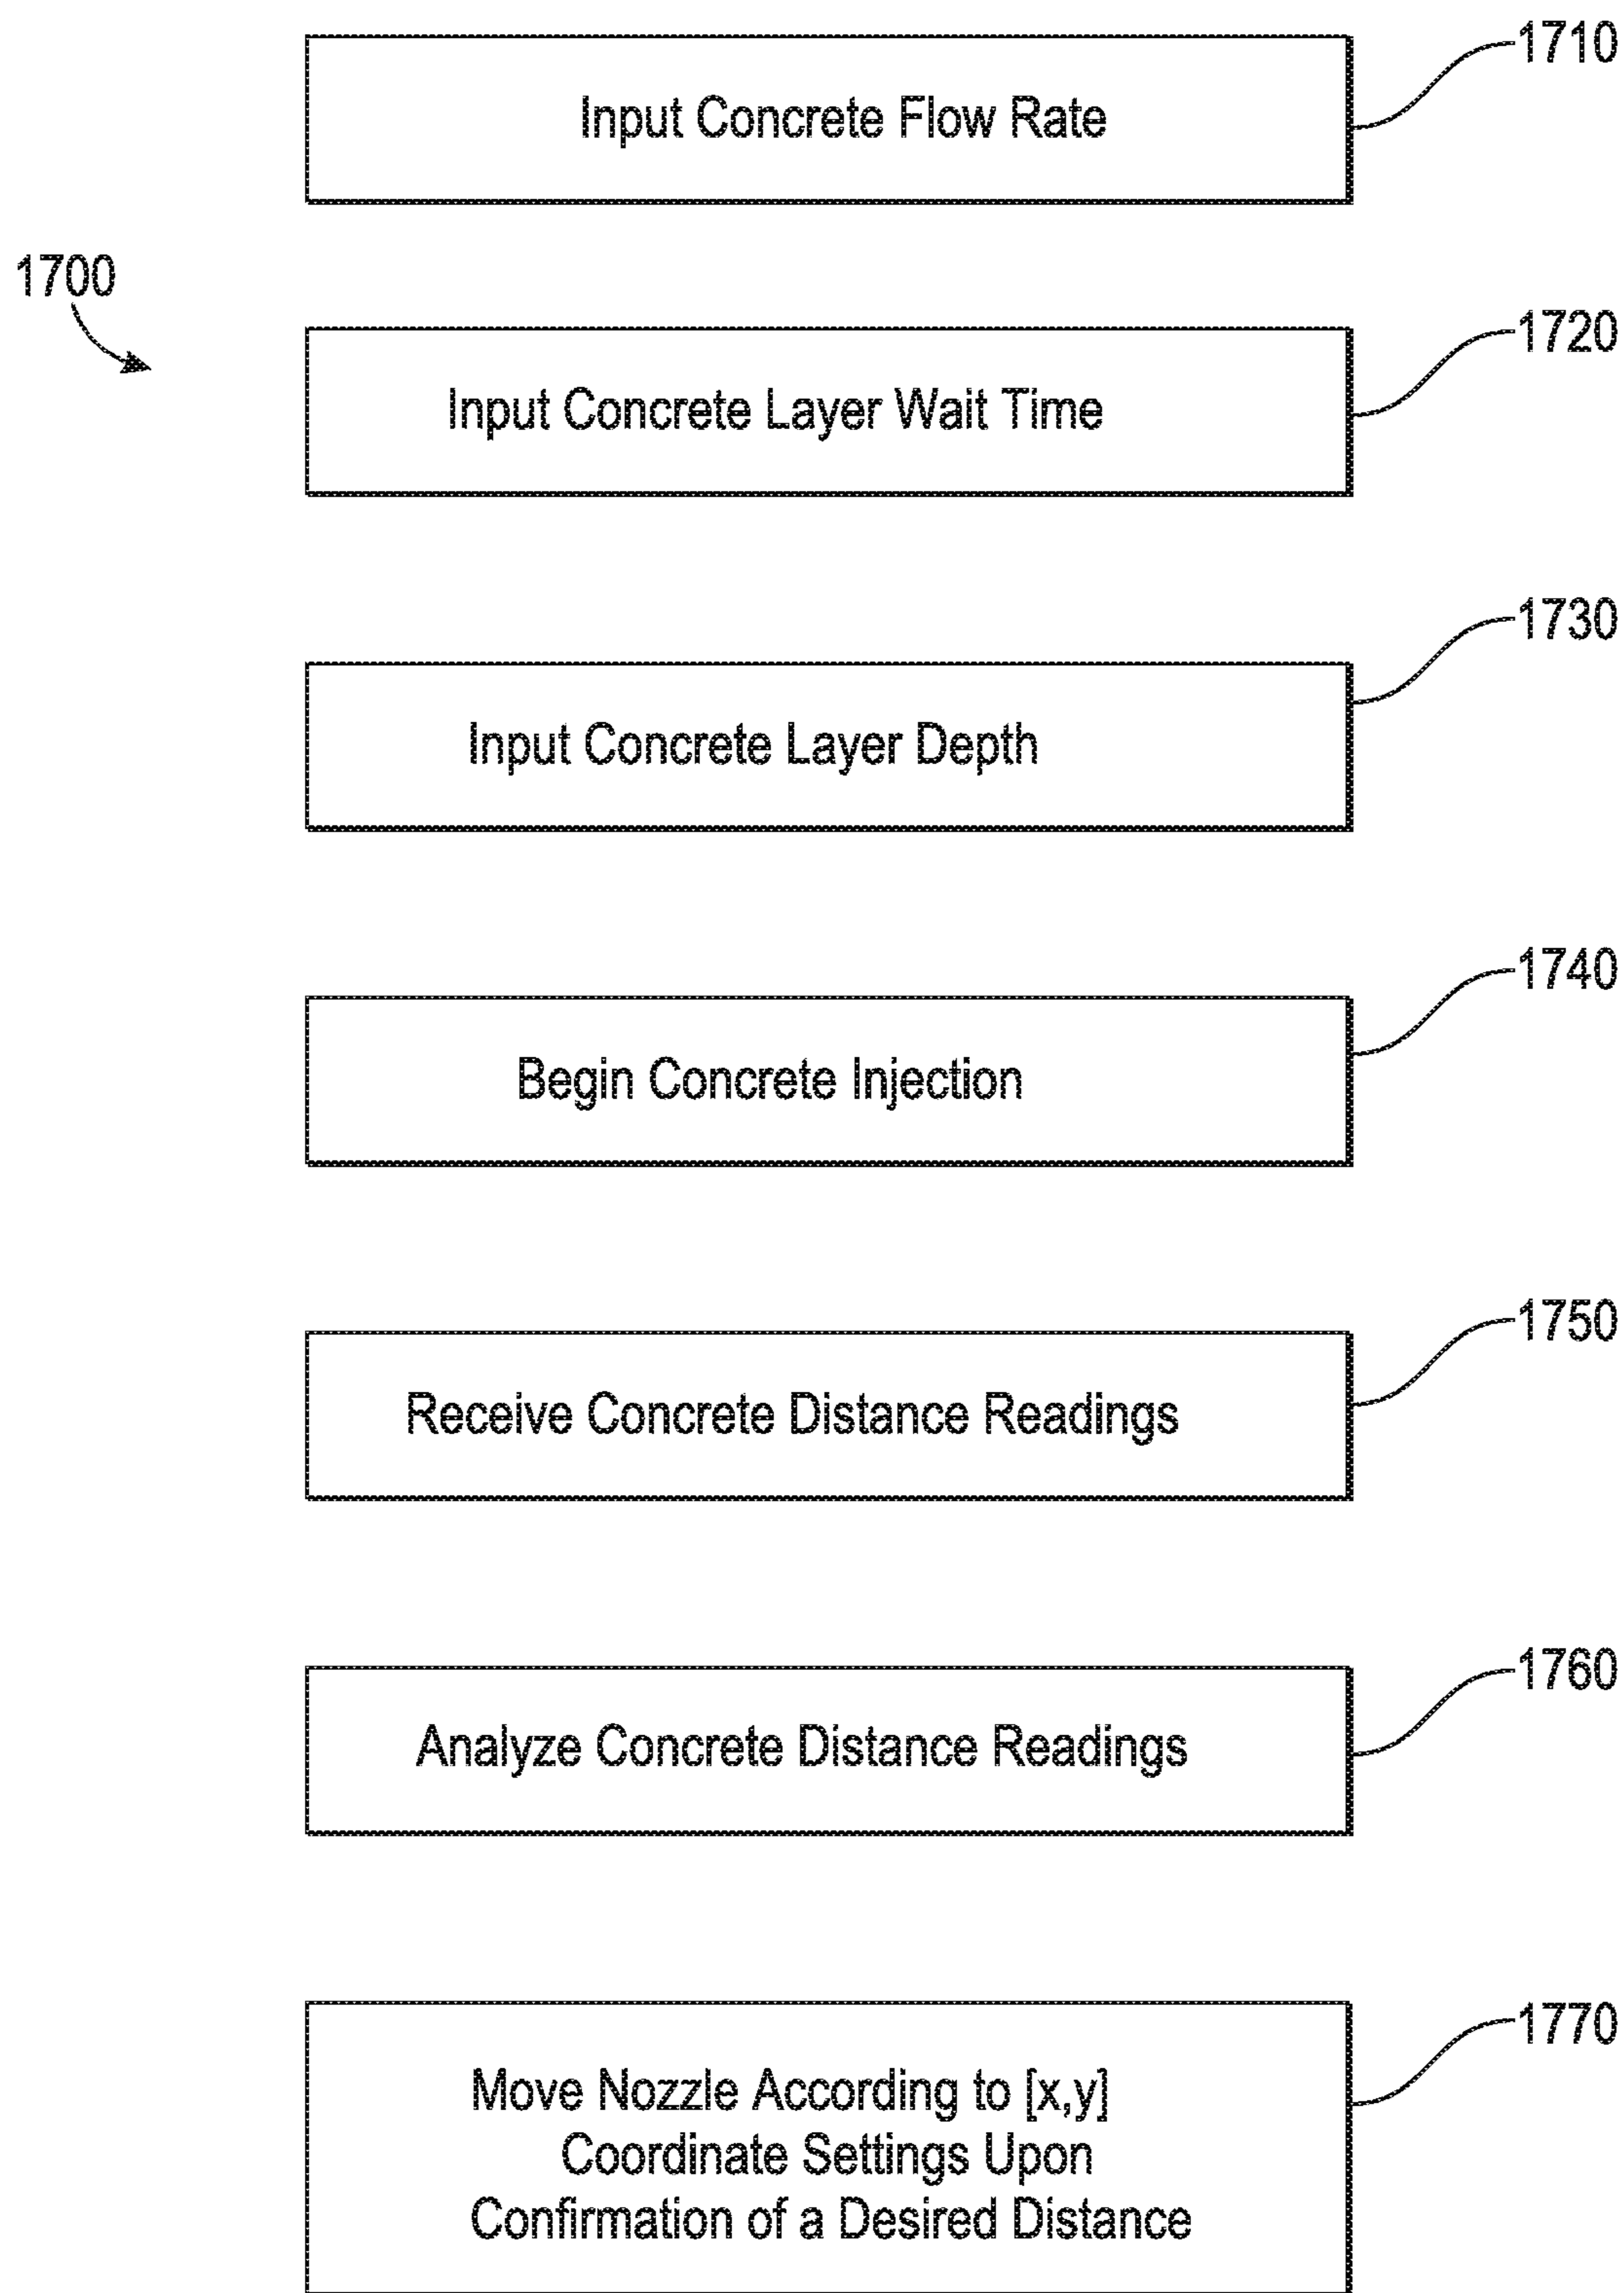 1710
Input Concrete Flow Rate
1700
1720
Input Concrete Layer Wait Time
1730
Input Concrete Layer Depth
1740
Begin Concrete Injection
1750
Receive Concrete Distance Readings
1760
Analyze Concrete Distance Readings
1770
Move Nozzle According to [x,y]
Coordinate Settings Upon
Confirmation of a Desired Distance